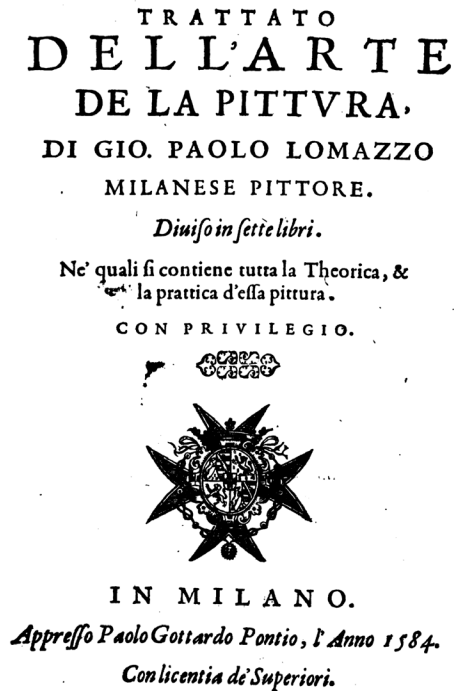 TRATTATO
DELL'ARTE
DE LA PITTVRA,
DI GIO. PAOLO LOMAZZO
MILANESE PITTORE.
Diuiſo in ſette libri.
Ne' quali ſi contiene tutta la Theorica, &
la prattica d'eſſa pittura.
CON PRIVILEGIO.
IN MILANO.
Appreſſo Paolo Gottardo Pontio, l'Anno 1584.
Con licentia de' Superiori.